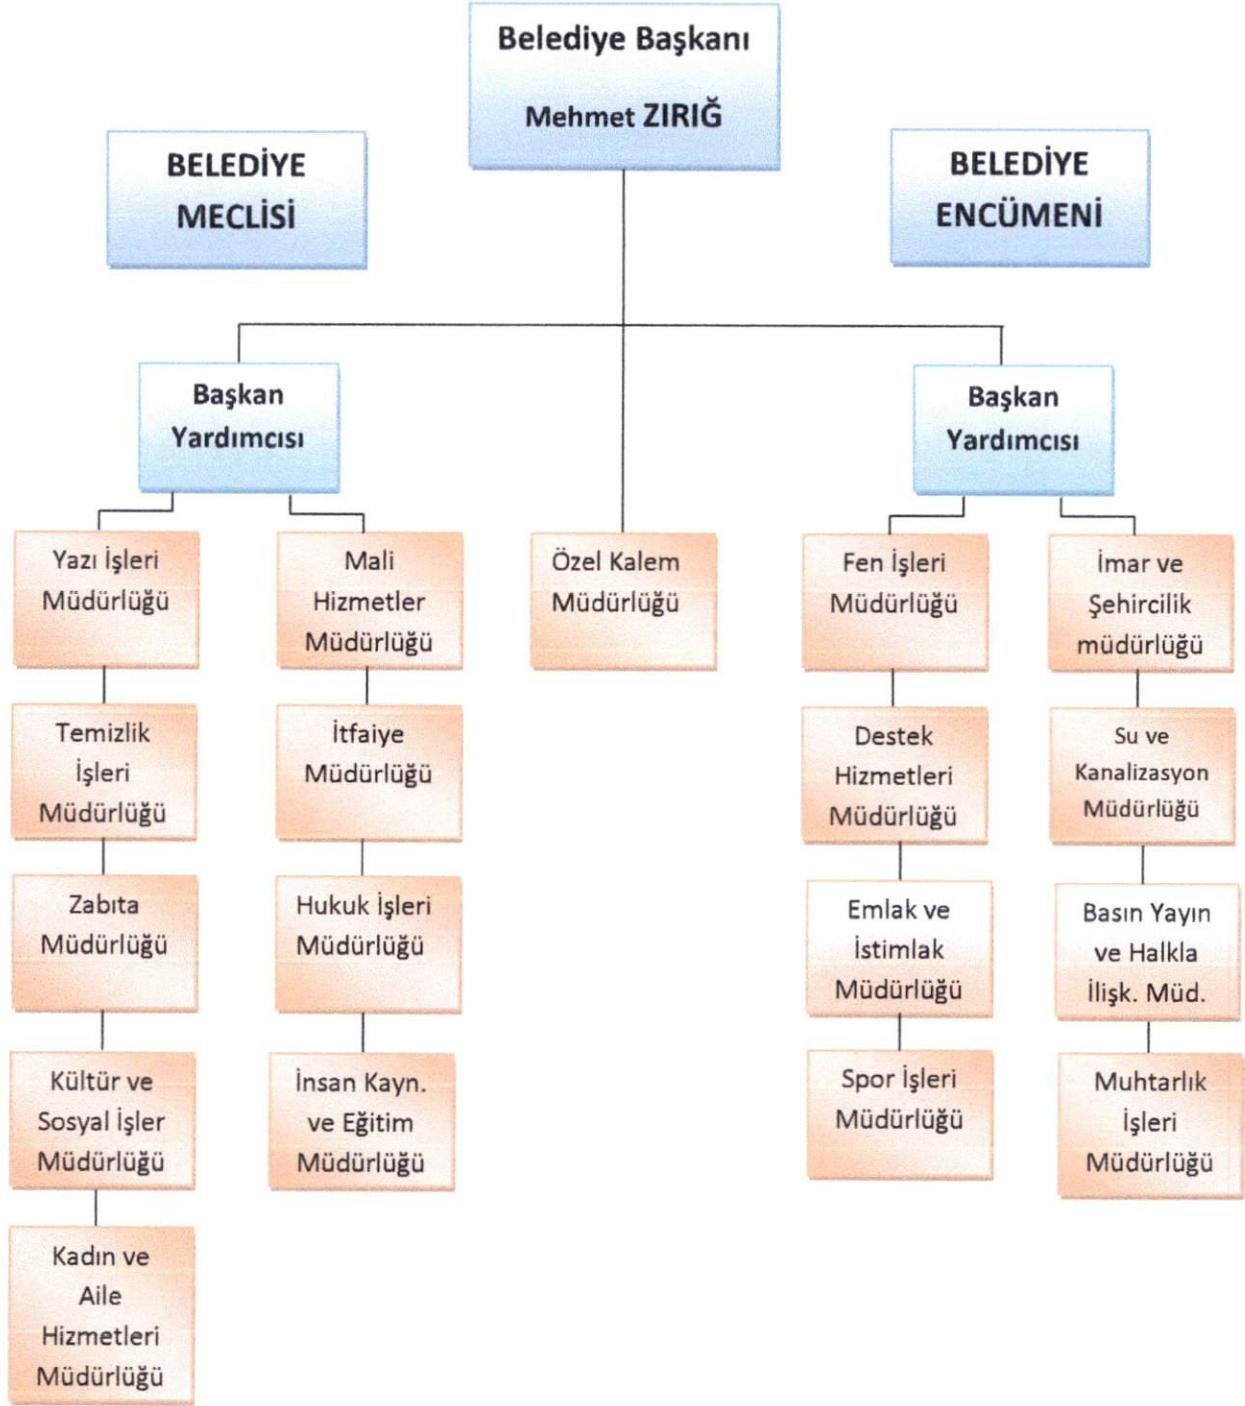 Belediye Başkanı
Mehmet ZIRIĞ
BELEDİYE
MECLİSİ
BELEDİYE
ENCÜMENİ
Başkan
Yardımcısı
Başkan
Yardımcısı
Yazı İşleri
Müdürlüğü
Mali
Hizmetler
Müdürlüğü
Özel Kalem
Müdürlüğü
Fen İşleri
Müdürlüğü
İmar ve
Şehircilik
müdürlüğü
Temizlik
İşleri
Müdürlüğü
İtfaiye
Müdürlüğü
Destek
Hizmetleri
Müdürlüğü
Su ve
Kanalizasyon
Müdürlüğü
Zabıta
Müdürlüğü
Hukuk İşleri
Müdürlüğü
Emlak ve
İstimlak
Müdürlüğü
Basın Yayın
ve Halkla
İlişk. Müd.
Kültür ve
Sosyal İşler
Müdürlüğü
İnsan Kayn.
ve Eğitim
Müdürlüğü
Spor İşleri
Müdürlüğü
Muhtarlık
İşleri
Müdürlüğü
Kadın ve
Aile
Hizmetleri
Müdürlüğü